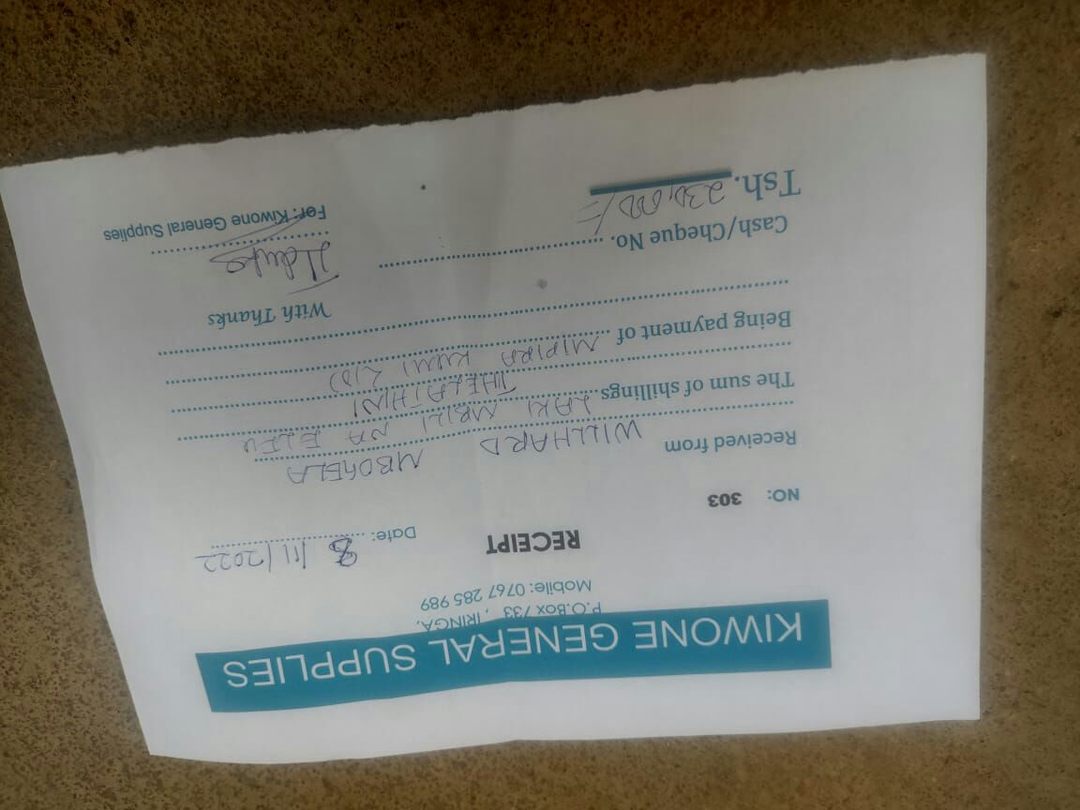 KIWONE GENERAL SUPPLIES
P.O.Box 733 , IRINGA,
Mobile: 0767 285 989
RECEIPT
Date: 8/11/2022
NO: 303
Received from WILLHARD MBOHELA
The sum of shillings LAKI MBILI NA ELFU
THELATHINI
Being payment of MIPIRA KUMI (10)
With Thanks
Cash/Cheque No.
Tsh. 230,000/=
For: Kiwone General Supplies